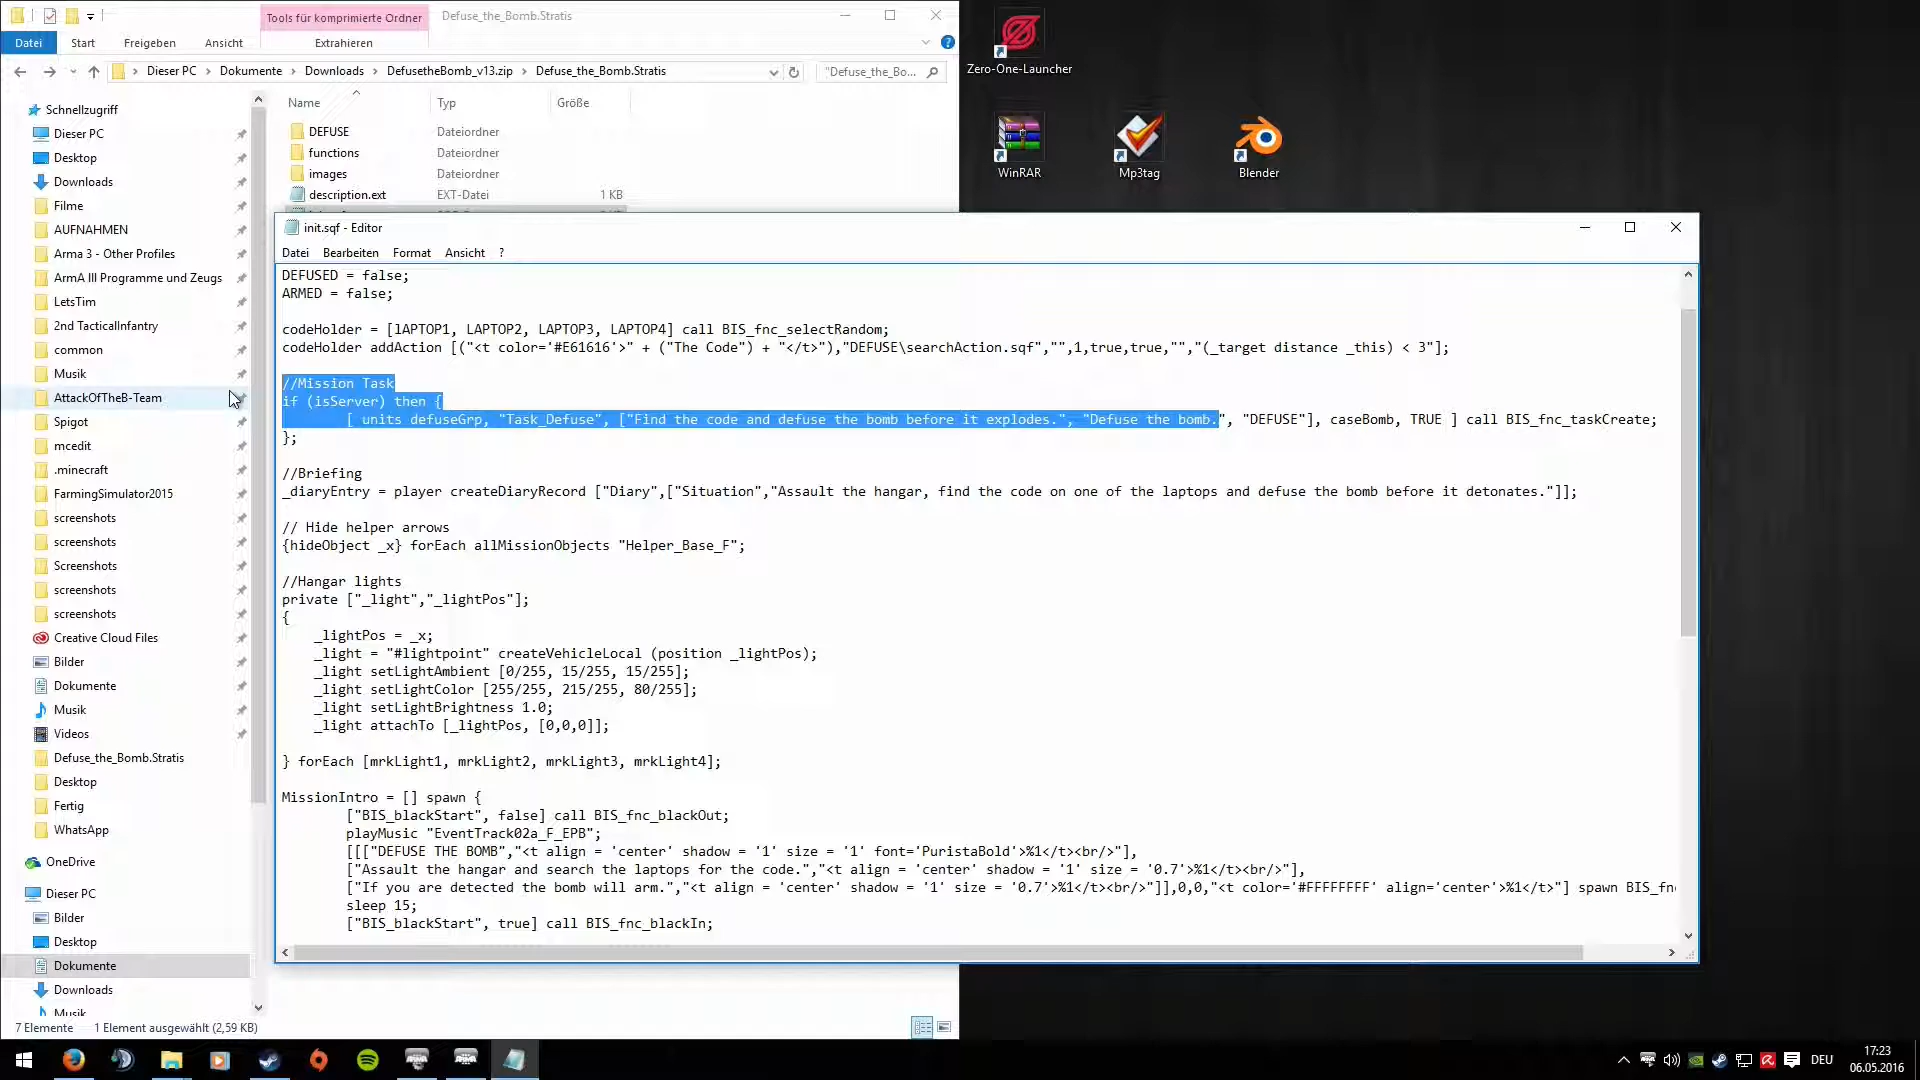 Tools für komprimierte Ordner
Defuse_the_Bomb.Stratis
Datei
Start
Freigeben
Ansicht
Extrahieren
Dieser PC > Dokumente > Downloads > DefusetheBomb_v13.zip > Defuse_the_Bomb.Stratis
"Defuse_the_Bo...
Schnellzugriff
Dieser PC
Desktop
Downloads
Filme
AUFNAHMEN
Arma 3 - Other Profiles
ArmA III Programme und Zeugs
LetsTim
2nd TacticalInfantry
common
Musik
AttackOfTheB-Team
Spigot
mcedit
.minecraft
FarmingSimulator2015
screenshots
screenshots
Screenshots
screenshots
screenshots
Creative Cloud Files
Bilder
Dokumente
Musik
Videos
Defuse_the_Bomb.Stratis
Desktop
Fertig
WhatsApp
OneDrive
Dieser PC
Bilder
Desktop
Dokumente
Downloads
Musik
Name Typ Größe
DEFUSE Dateiordner
functions Dateiordner
images Dateiordner
description.ext EXT-Datei 1 KB
7 Elemente 1 Element ausgewählt (2,59 KB)
init.sqf - Editor
Datei Bearbeiten Format Ansicht ?
DEFUSED = false;
ARMED = false;
codeHolder = [lAPTOP1, LAPTOP2, LAPTOP3, LAPTOP4] call BIS_fnc_selectRandom;
codeHolder addAction [("<t color='#E61616'>" + ("The Code") + "</t>"),"DEFUSE\searchAction.sqf","",1,true,true,"","(_target distance _this) < 3"];
//Mission Task
if (isServer) then {
[ units defuseGrp, "Task_Defuse", ["Find the code and defuse the bomb before it explodes.", "Defuse the bomb.", "DEFUSE"], caseBomb, TRUE ] call BIS_fnc_taskCreate;
};
//Briefing
_diaryEntry = player createDiaryRecord ["Diary",["Situation","Assault the hangar, find the code on one of the laptops and defuse the bomb before it detonates."]];
// Hide helper arrows
{hideObject _x} forEach allMissionObjects "Helper_Base_F";
//Hangar lights
private ["_light","_lightPos"];
{
_lightPos = _x;
_light = "#lightpoint" createVehicleLocal (position _lightPos);
_light setLightAmbient [0/255, 15/255, 15/255];
_light setLightColor [255/255, 215/255, 80/255];
_light setLightBrightness 1.0;
_light attachTo [_lightPos, [0,0,0]];
} forEach [mrkLight1, mrkLight2, mrkLight3, mrkLight4];
MissionIntro = [] spawn {
["BIS_blackStart", false] call BIS_fnc_blackOut;
playMusic "EventTrack02a_F_EPB";
[[["DEFUSE THE BOMB","<t align = 'center' shadow = '1' size = '1' font='PuristaBold'>%1</t><br/>"],
["Assault the hangar and search the laptops for the code.","<t align = 'center' shadow = '1' size = '0.7'>%1</t><br/>"],
["If you are detected the bomb will arm.","<t align = 'center' shadow = '1' size = '0.7'>%1</t><br/>"]],0,0,"<t color='#FFFFFFFF' align='center'>%1</t>"] spawn BIS_fn
sleep 15;
["BIS_blackStart", true] call BIS_fnc_blackIn;
Zero-One-Launcher
WinRAR
Mp3tag
Blender
DEU
17:23
06.05.2016